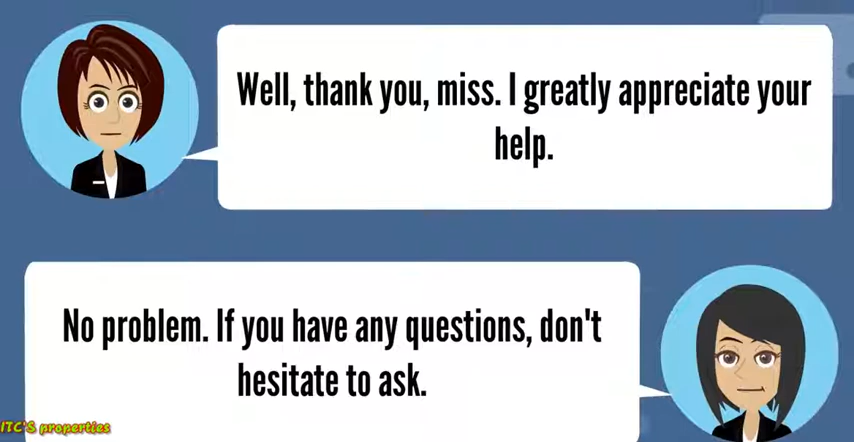 Well, thank you, miss. I greatly appreciate your
help.
No problem. If you have any questions, don't
hesitate to ask.
ITC'S properties